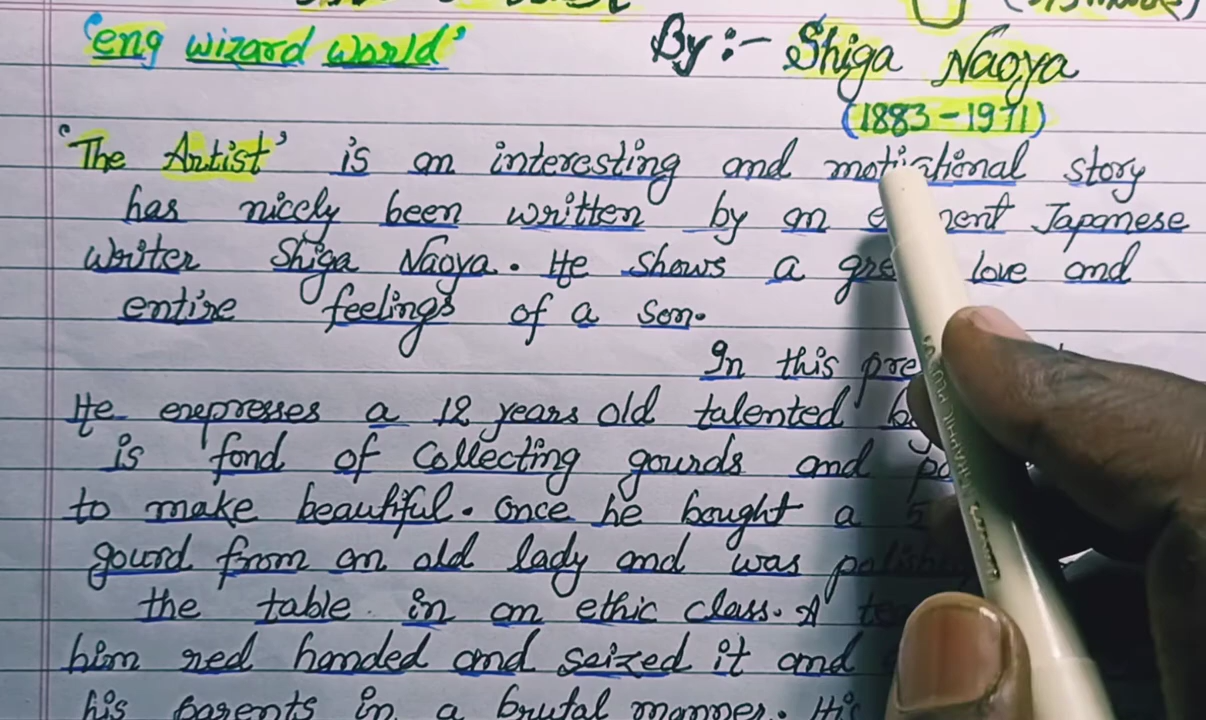 'eng wizard world' By :- Shiga Naoya
(1883-1971)
'The Artist' is an interesting and motivational story
has nicely been written by an Japanese
writer Shiga Naoya. He shows a love and
entire feelings of a son.
In this
He enepresses a 12 years old talented
is fond of collecting gourds and
to make beautiful. Once he bought a 5
gourd from an old lady and was
the table in an ethic class. A
him red handed and seized it and
his parents in a brutal manner. His